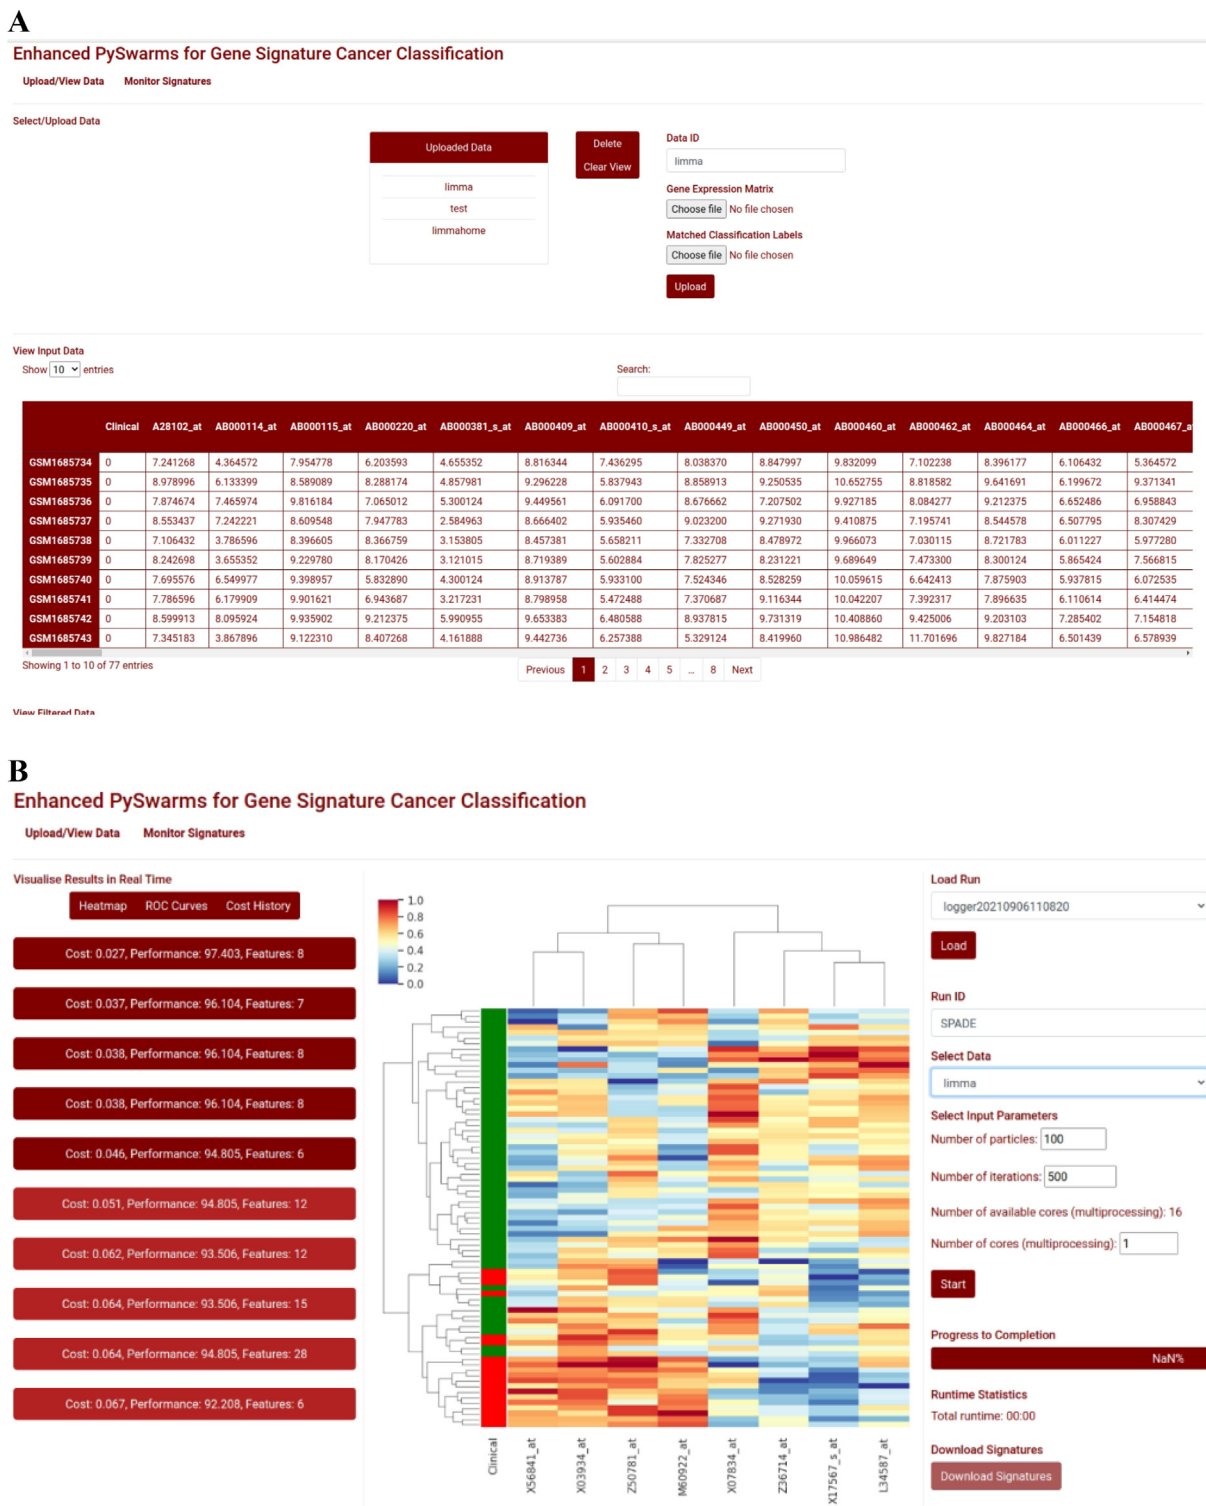 A
Enhanced PySwarms for Gene Signature Cancer Classification
Upload/View Data Monitor Signatures
Select/Upload Data
Uploaded Data
limma
test
limmahome
Delete
Clear View
Data ID
limma
Gene Expression Matrix
Choose file No file chosen
Matched Classification Labels
Choose file No file chosen
Upload
View Input Data
Show 10 entries
Search:
Clinical A28102_at AB000114_at AB000115_at AB000220_at AB000381_s_at AB000409_at AB000410_s_at AB000449_at AB000450_at AB000460_at AB000462_at AB000464_at AB000466_at AB000467_a
GSM1685734 0 7.241268 4.364572 7.954778 6.203593 4.655352 8.816344 7.436295 8.038370 8.847997 9.832099 7.102238 8.396177 6.106432 5.364572
GSM1685735 0 8.978996 6.133399 8.589089 8.288174 4.857981 9.296228 5.837943 8.858913 9.250535 10.652755 8.818582 9.641691 6.199672 9.371341
GSM1685736 0 7.874674 7.465974 9.816184 7.065012 5.300124 9.449561 6.091700 8.676662 7.207502 9.927185 8.084277 9.212375 6.652486 6.958843
GSM1685737 0 8.553437 7.242221 8.609548 7.947783 2.584963 8.666402 5.935460 9.023200 9.271930 9.410875 7.195741 8.544578 6.507795 8.307429
GSM1685738 0 7.106432 3.786596 8.396605 8.366759 3.153805 8.457381 5.658211 7.332708 8.478972 9.966073 7.030115 8.721783 6.011227 5.977280
GSM1685739 0 8.242698 3.655352 9.229780 8.170426 3.121015 8.719389 5.602884 7.825277 8.231221 9.689649 7.473300 8.300124 5.865424 7.566815
GSM1685740 0 7.695576 6.549977 9.398957 5.832890 4.300124 8.913787 5.933100 7.524346 8.528259 10.059615 6.642413 7.875903 5.937815 6.072535
GSM1685741 0 7.786596 6.179909 9.901621 6.943687 3.217231 8.798958 5.472488 7.370687 9.116344 10.042207 7.392317 7.896635 6.110614 6.414474
GSM1685742 0 8.599913 8.095924 9.935902 9.212375 5.990955 9.653383 6.480588 8.937815 9.731319 10.408860 9.425006 9.203103 7.285402 7.154818
GSM1685743 0 7.345183 3.867896 9.122310 8.407268 4.161888 9.442736 6.257388 5.329124 8.419960 10.986482 11.701696 9.827184 6.501439 6.578939
Showing 1 to 10 of 77 entries
Previous 1 2 3 4 5 … 8 Next
View Filtered Data
B
Enhanced PySwarms for Gene Signature Cancer Classification
Upload/View Data Monitor Signatures
Visualise Results in Real Time
Heatmap ROC Curves Cost History
Cost: 0.027, Performance: 97.403, Features: 8
Cost: 0.037, Performance: 96.104, Features: 7
Cost: 0.038, Performance: 96.104, Features: 8
Cost: 0.038, Performance: 96.104, Features: 8
Cost: 0.046, Performance: 94.805, Features: 6
Cost: 0.051, Performance: 94.805, Features: 12
Cost: 0.062, Performance: 93.506, Features: 12
Cost: 0.064, Performance: 93.506, Features: 15
Cost: 0.064, Performance: 94.805, Features: 28
Cost: 0.067, Performance: 92.208, Features: 6
1.0
0.8
0.6
0.4
0.2
0.0
Clinical
X56841_at
X03934_at
Z50781_at
M60922_at
X07834_at
Z36714_at
X17567_s_at
L34587_at
Load Run
logger20210906110820
Load
Run ID
SPADE
Select Data
limma
Select Input Parameters
Number of particles: 100
Number of iterations: 500
Number of available cores (multiprocessing): 16
Number of cores (multiprocessing): 1
Start
Progress to Completion
NaN%
Runtime Statistics
Total runtime: 00:00
Download Signatures
Download Signatures